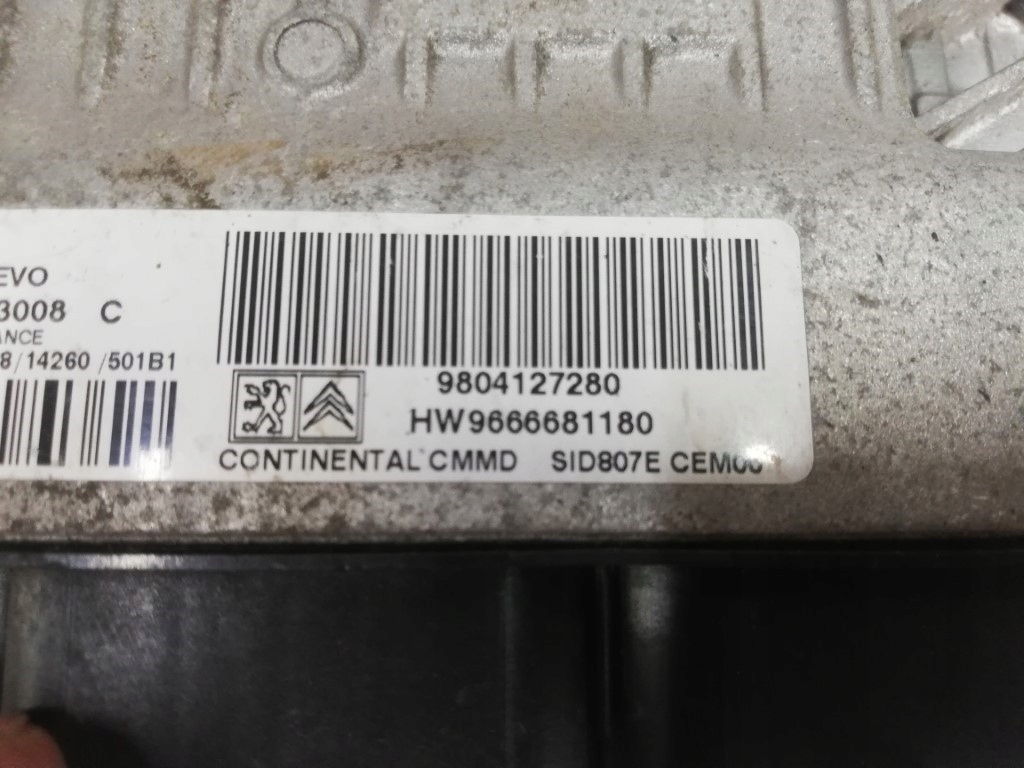 EVO
3008 C
ANCE
8/14260/501B1
9804127280
HW9666681180
CONTINENTAL CMMD SID807E